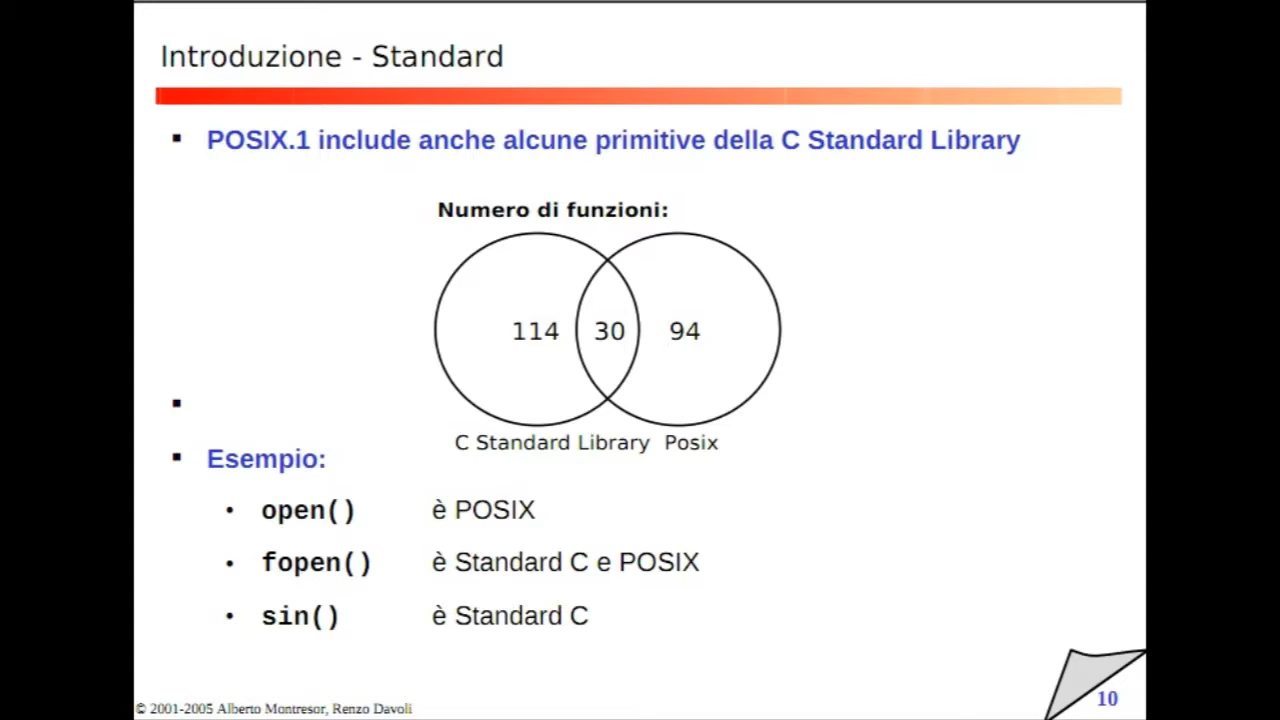 Introduzione - Standard
POSIX.1 include anche alcune primitive della C Standard Library
Numero di funzioni:
114 30 94
C Standard Library Posix
Esempio:
open() è POSIX
fopen() è Standard C e POSIX
sin() è Standard C
© 2001-2005 Alberto Montresor, Renzo Davoli
10